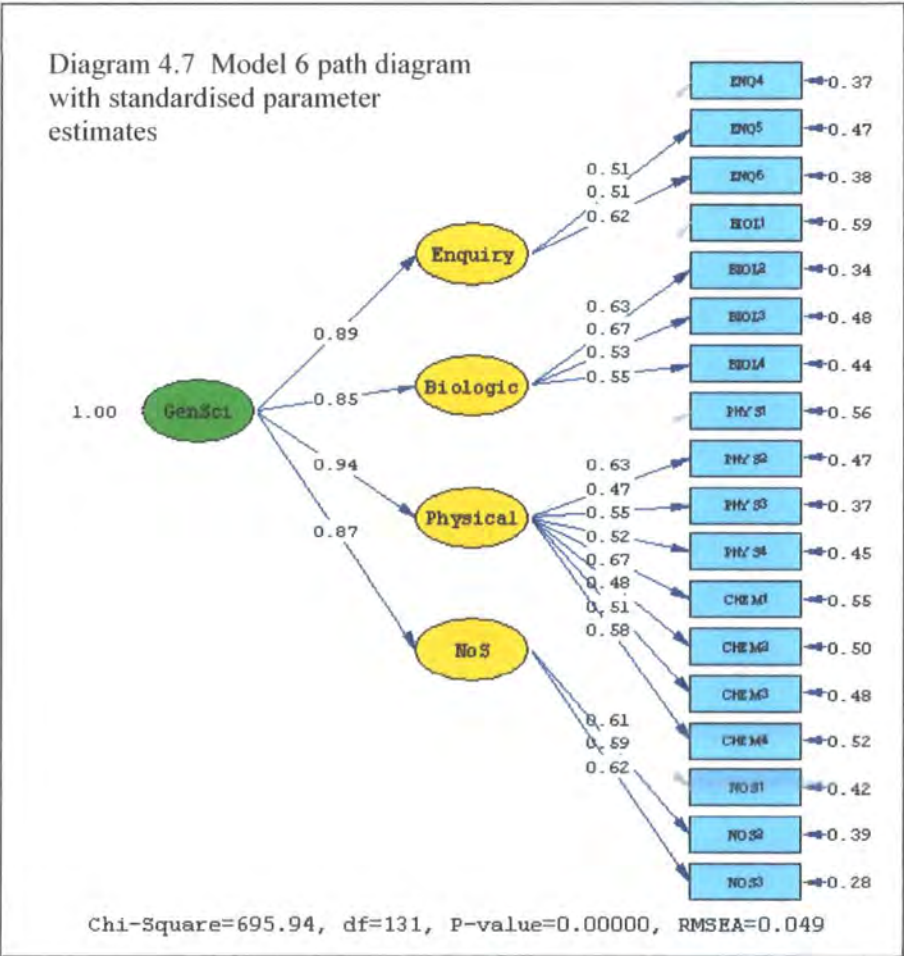 Diagram 4.7 Model 6 path diagram
with standardised parameter
estimates
ENQ4
0.37
ENQ5
0.47
ENQ6
0.38
BIOL1
0.59
BIOL2
0.34
BIOL3
0.48
BIOL4
0.44
PHYS1
0.56
PHYS2
0.47
PHYS3
0.37
PHYS4
0.45
CHEM1
0.55
CHEM2
0.50
CHEM3
0.48
CHEM4
0.52
NOS1
0.42
NOS2
0.39
NOS3
0.28
0.51
0.51
0.62
Enquiry
0.63
0.67
0.53
0.55
Biologic
0.63
0.47
0.55
0.52
0.67
0.48
0.51
0.58
Physical
0.61
0.59
0.62
NoS
0.89
0.85
0.94
0.87
1.00
GenSci
Chi-Square=695.94, df=131, P-value=0.00000, RMSEA=0.049